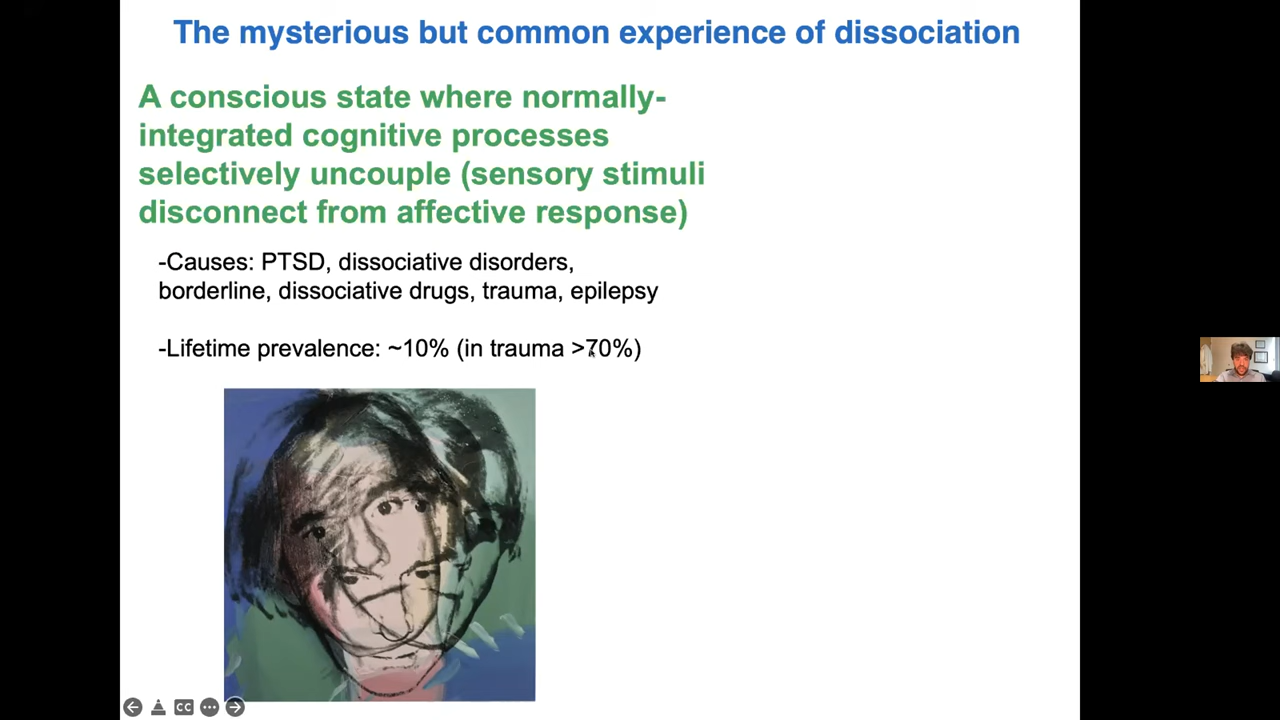 The mysterious but common experience of dissociation
A conscious state where normally-
integrated cognitive processes
selectively uncouple (sensory stimuli
disconnect from affective response)
-Causes: PTSD, dissociative disorders,
borderline, dissociative drugs, trauma, epilepsy
-Lifetime prevalence: ~10% (in trauma >70%)
CC